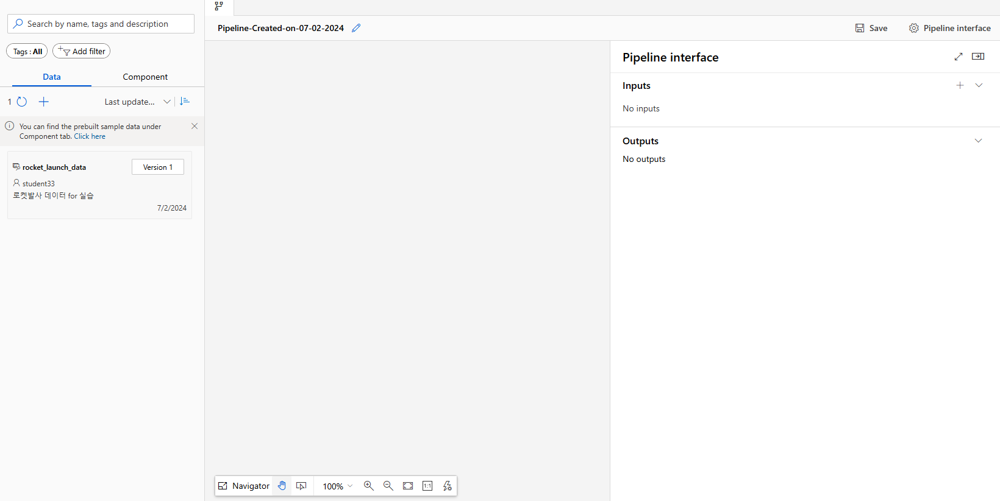 Search by name, tags and description
Tags : All
Add filter
Data
Component
1
Last update...
You can find the prebuilt sample data under
Component tab. Click here
rocket_launch_data
Version 1
student33
로켓발사 데이터 for 실습
7/2/2024
Pipeline-Created-on-07-02-2024
Save
Pipeline interface
Navigator
100%
1:1
Pipeline interface
Inputs
No inputs
Outputs
No outputs